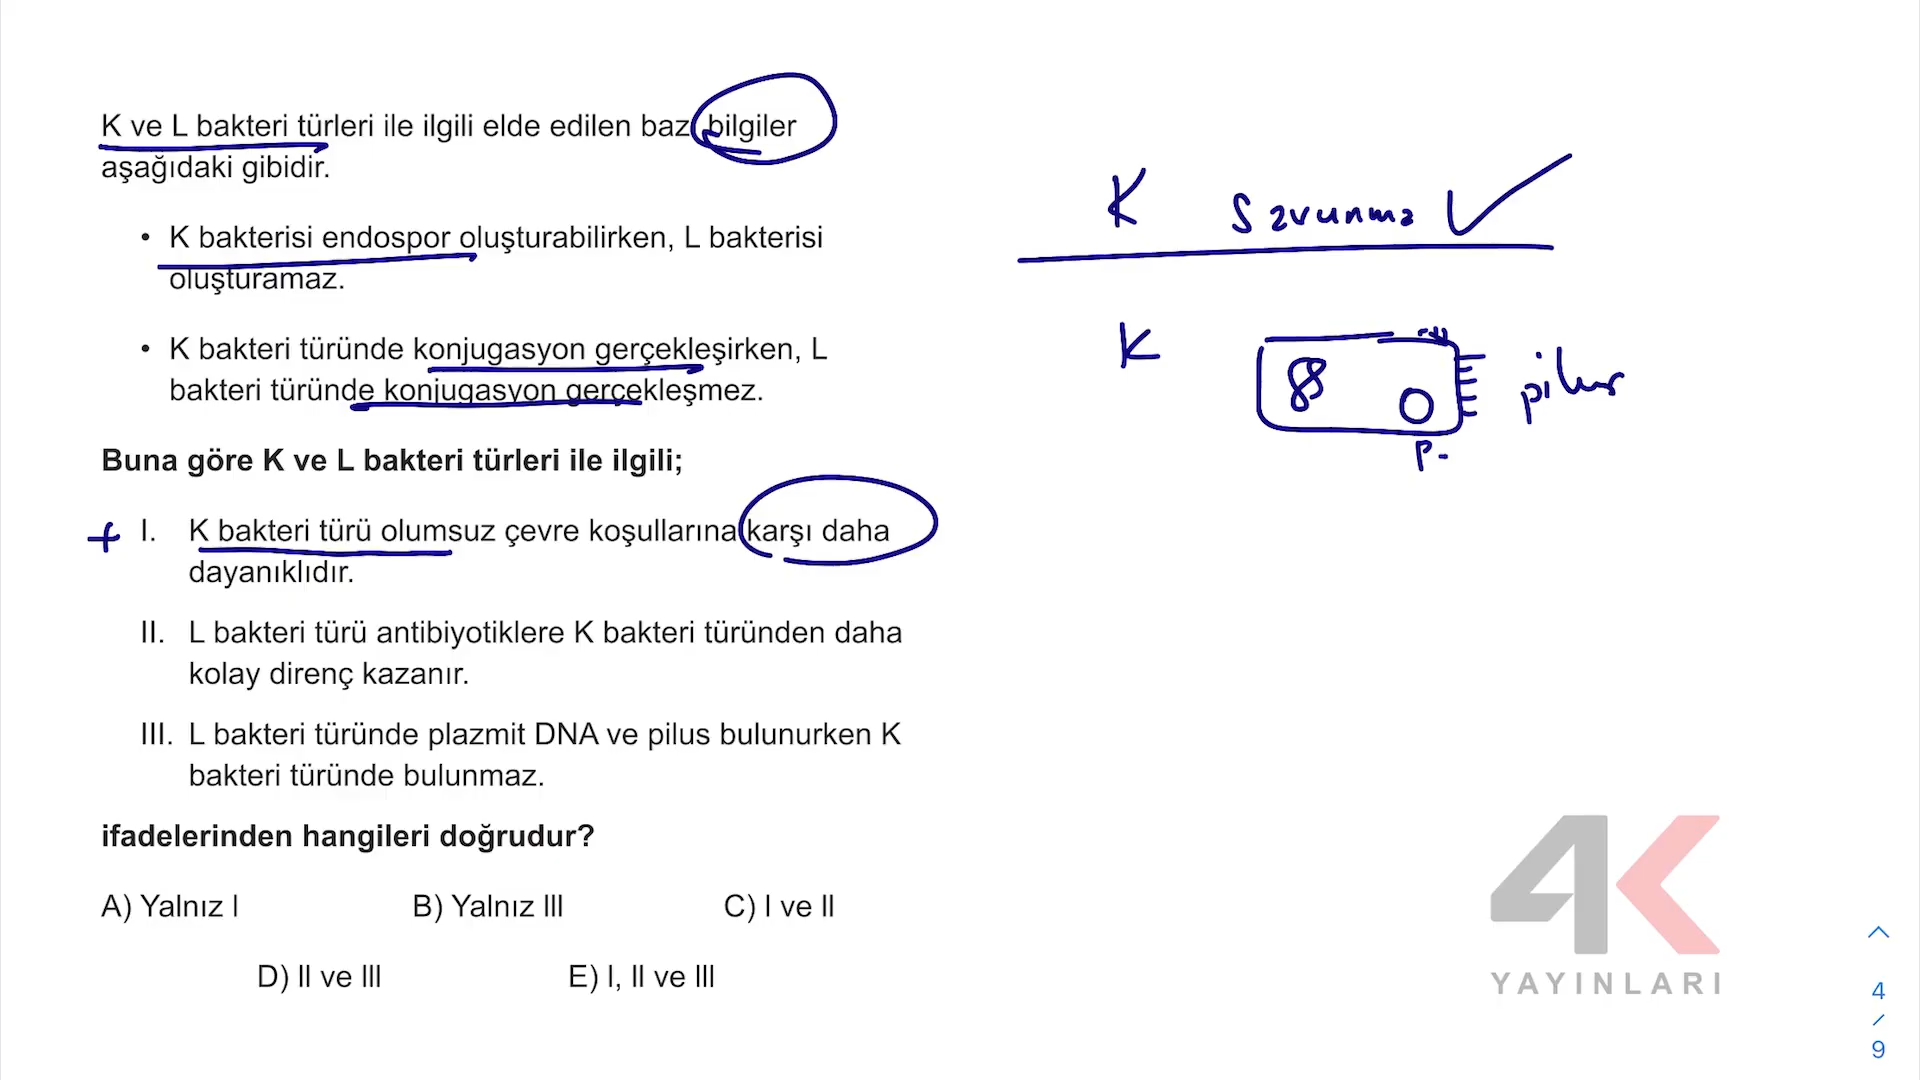 K ve L bakteri türleri ile ilgili elde edilen baz bilgiler
aşağıdaki gibidir.
• K bakterisi endospor oluşturabilirken, L bakterisi
oluşturamaz.
• K bakteri türünde konjugasyon gerçekleşirken, L
bakteri türünde konjugasyon gerçekleşmez.
Buna göre K ve L bakteri türleri ile ilgili;
+ I. K bakteri türü olumsuz çevre koşullarına karşı daha
dayanıklıdır.
II. L bakteri türü antibiyotiklere K bakteri türünden daha
kolay direnç kazanır.
III. L bakteri türünde plazmit DNA ve pilus bulunurken K
bakteri türünde bulunmaz.
ifadelerinden hangileri doğrudur?
A) Yalnız I B) Yalnız III C) I ve II
D) II ve III E) I, II ve III
K Savunma
K
pilus
P-
4K
YAYINLARI
4
/
9